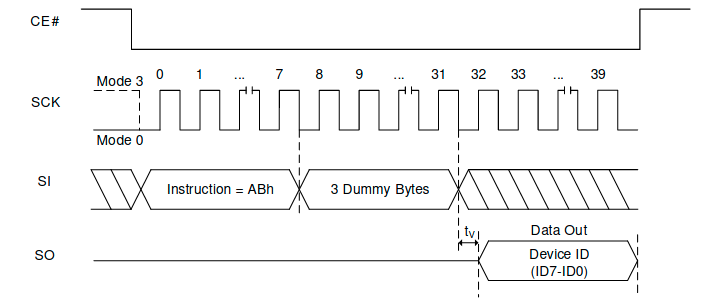 CE#
Mode 3
0 1 ... 7 8 9 ... 31 32 33 ... 39
SCK
Mode 0
SI
Instruction = ABh
3 Dummy Bytes
tV
Data Out
SO
Device ID
(ID7-ID0)